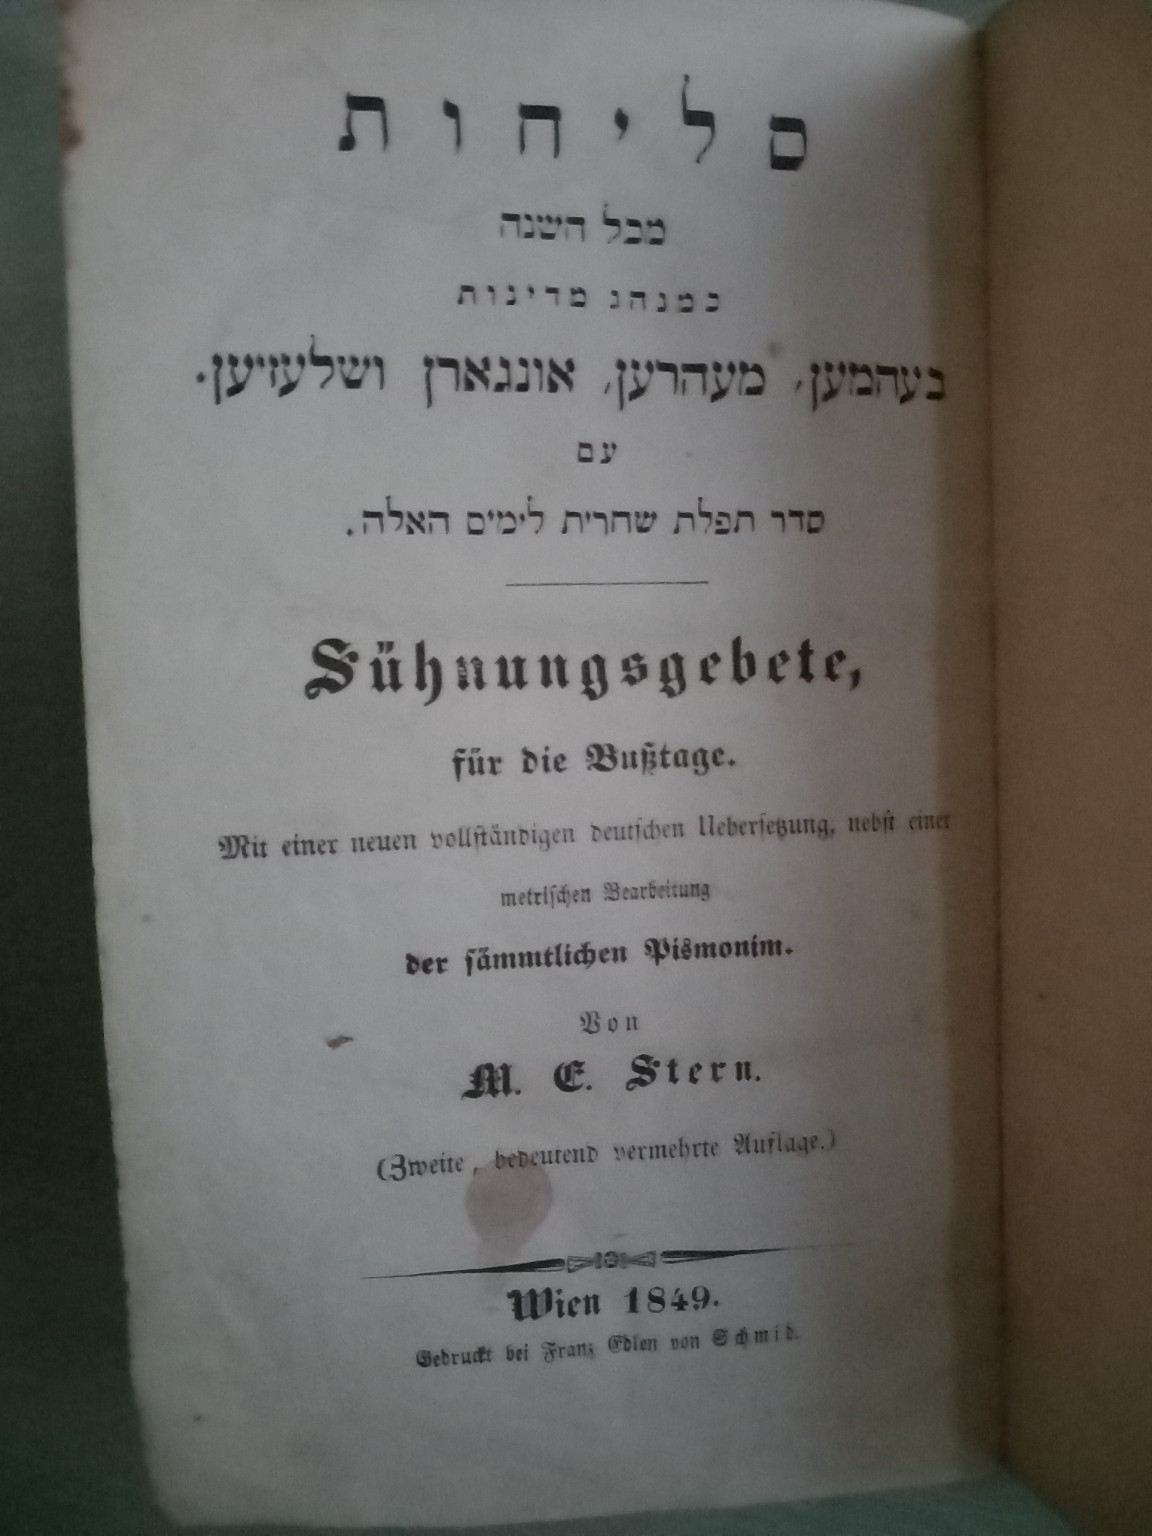 סליחות
מכל השנה
כמנהג מדינות
בעהמען, מעהרען, אונגארן ושלעזיען.
עם
סדר תפלת שחרית לימים האלה.
Sühnungsgebete,
für die Bußtage.
Mit einer neuen vollständigen deutschen Uebersetzung, nebst einer
metrischen Bearbeitung
der sämmtlichen Pismonim.
Von
M. E. Stern.
(Zweite, bedeutend vermehrte Auflage.)
Wien 1849.
Gedruckt bei Franz Edlen von Schmid.